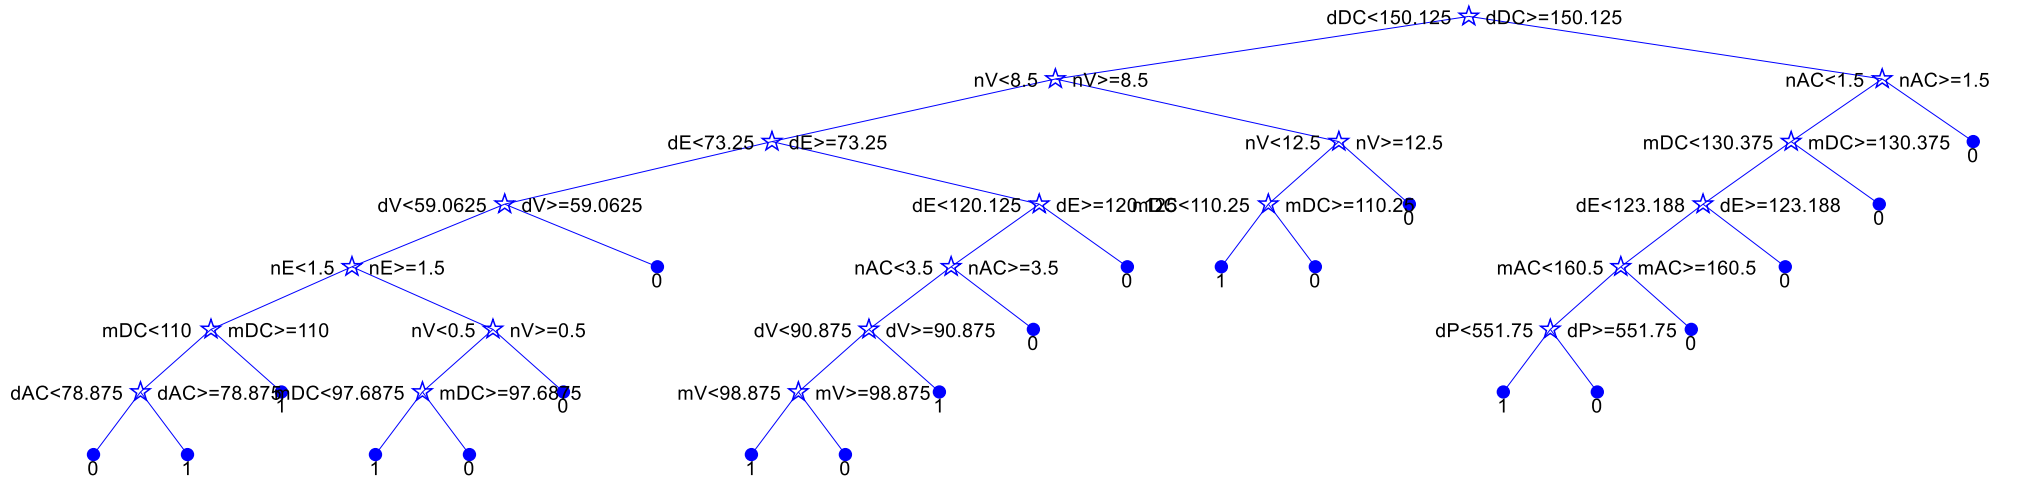 dDC<150.125 dDC>=150.125
nV<8.5 nV>=8.5 nAC<1.5 nAC>=1.5
dE<73.25 dE>=73.25 nV<12.5 nV>=12.5 mDC<130.375 mDC>=130.375 0
dV<59.0625 dV>=59.0625 dE<120.125 dE>=120.125 mDC<110.25 mDC>=110.25 0 dE<123.188 dE>=123.188 0
nE<1.5 nE>=1.5 0 nAC<3.5 nAC>=3.5 0 1 0 mAC<160.5 mAC>=160.5 0
mDC<110 mDC>=110 nV<0.5 nV>=0.5 dV<90.875 dV>=90.875 0 dP<551.75 dP>=551.75 0
dAC<78.875 dAC>=78.875 1 mDC<97.6875 mDC>=97.6875 0 mV<98.875 mV>=98.875 1 1 0
0 1 1 0 1 0